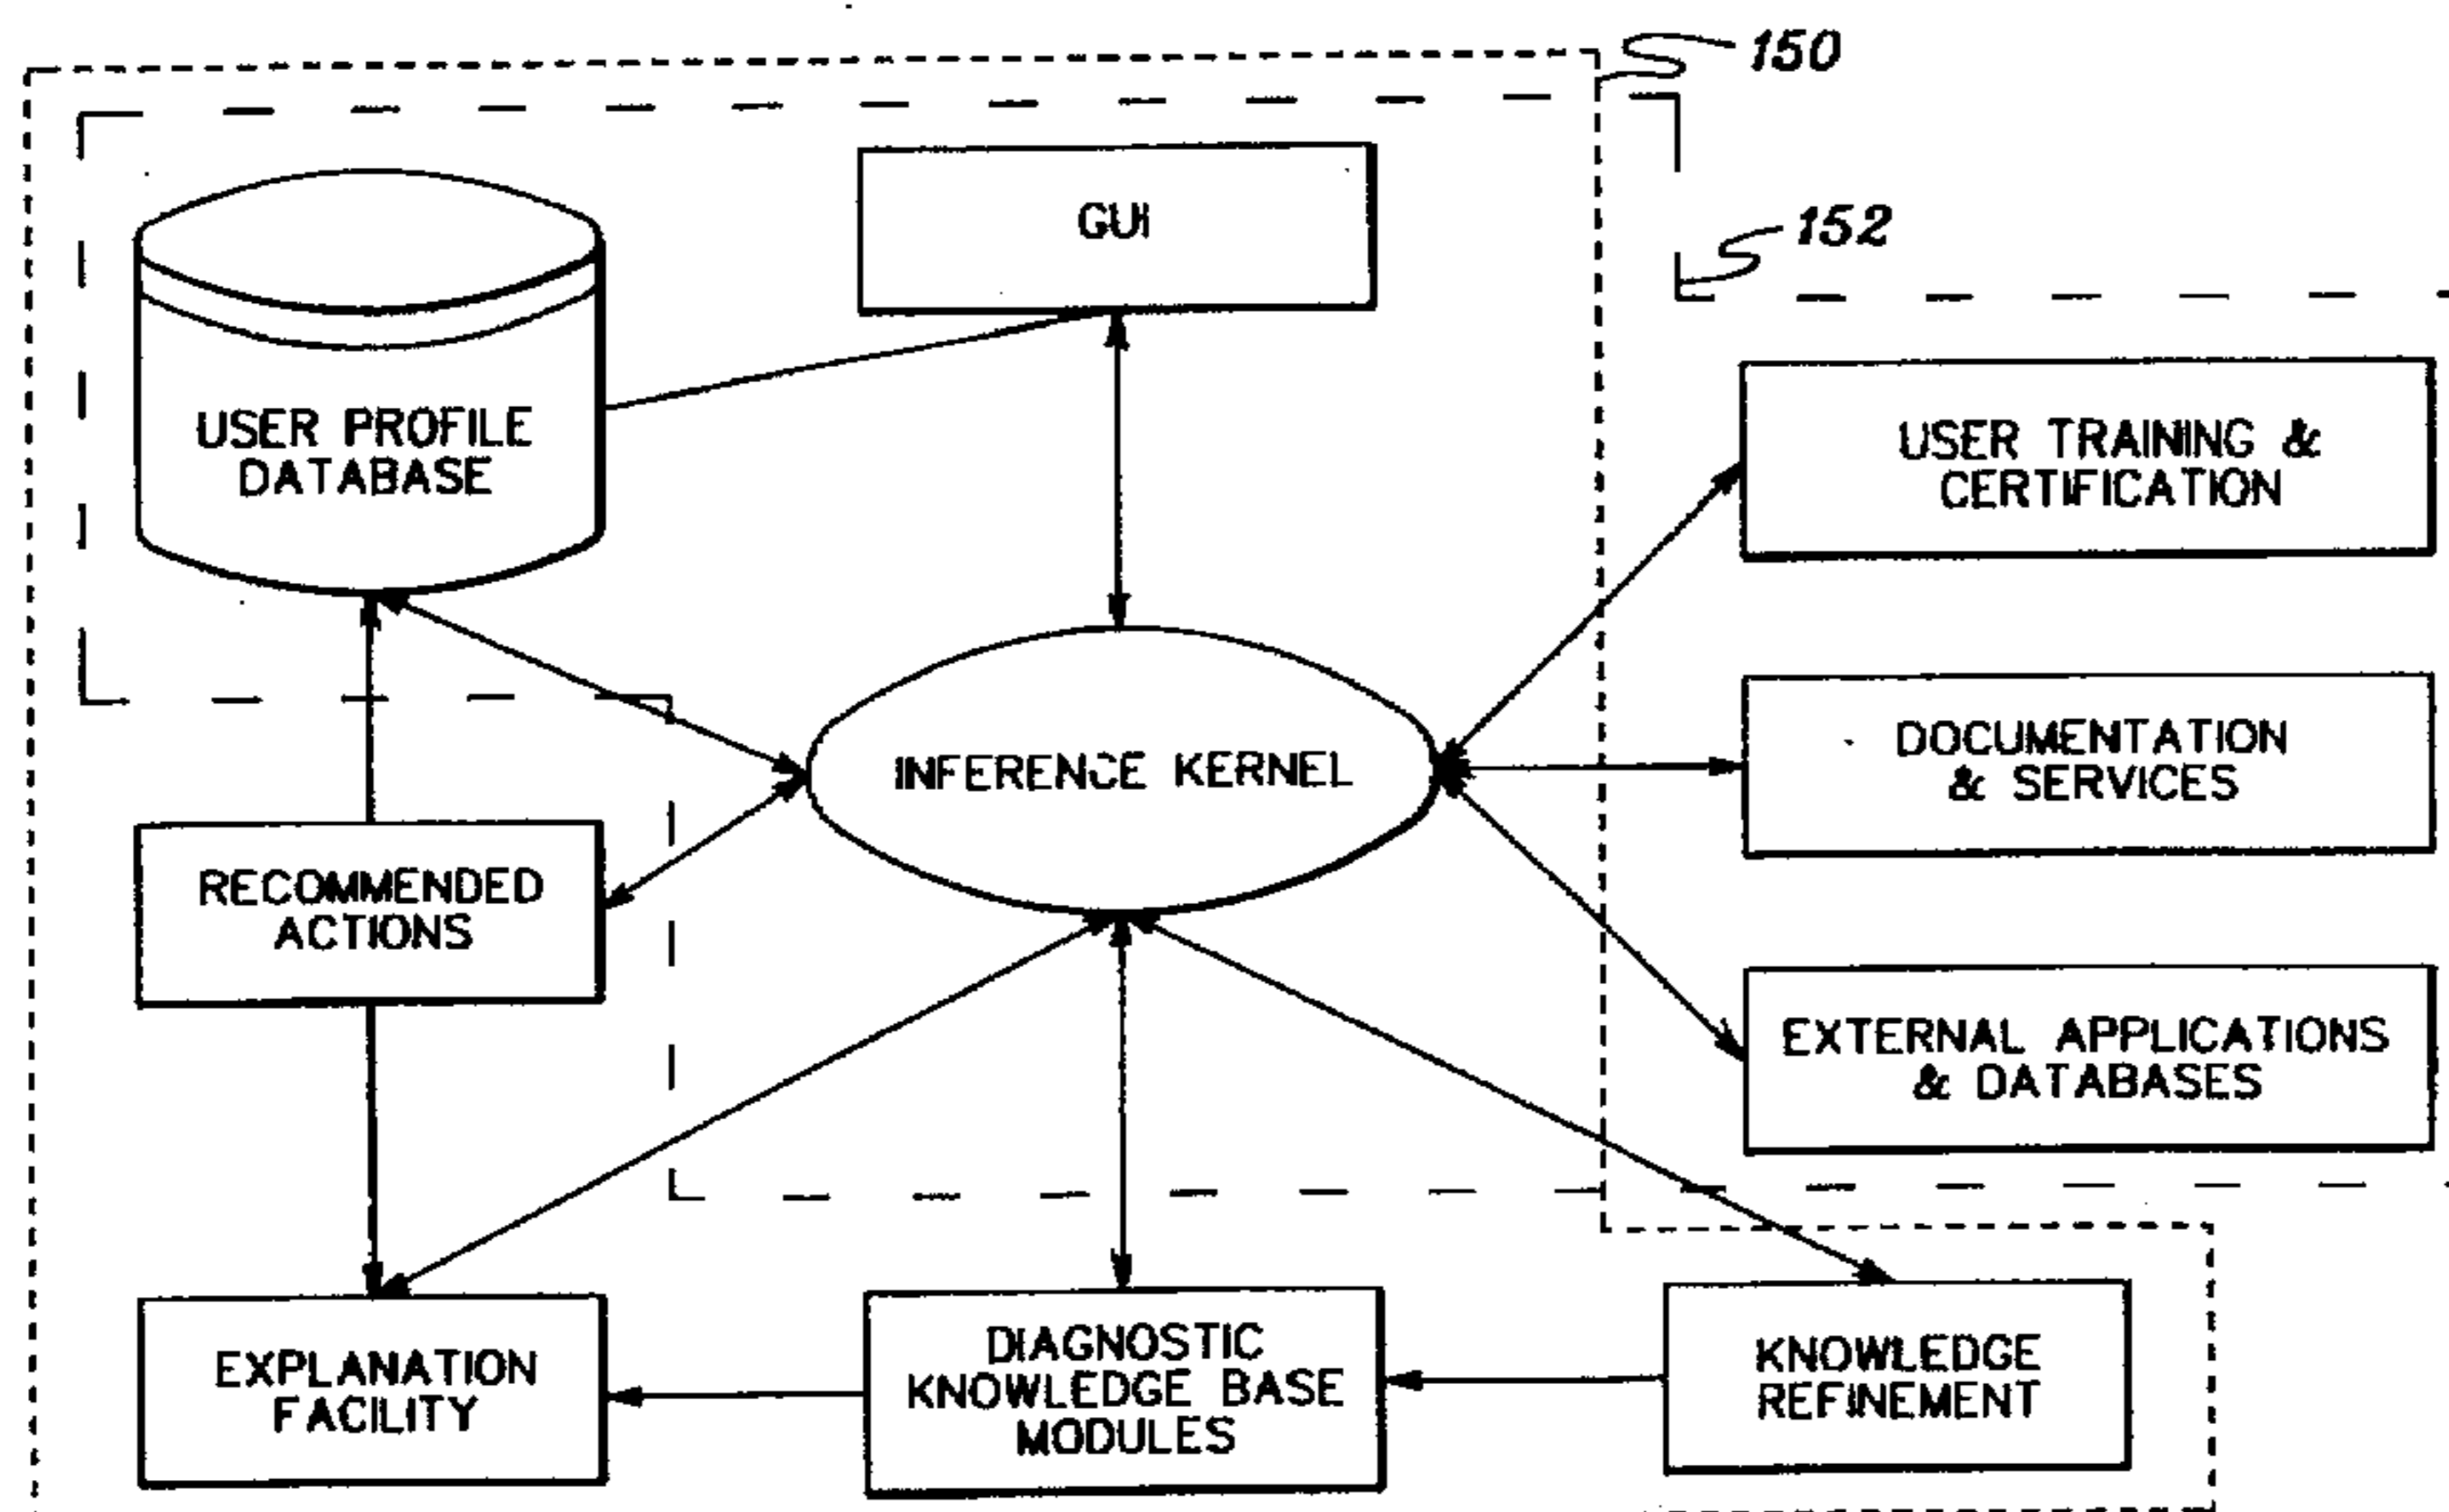 150
152
GUI
USER PROFILE
DATABASE
USER TRAINING &
CERTIFICATION
INFERENCE KERNEL
DOCUMENTATION
& SERVICES
RECOMMENDED
ACTIONS
EXTERNAL APPLICATIONS
& DATABASES
EXPLANATION
FACILITY
DIAGNOSTIC
KNOWLEDGE BASE
MODULES
KNOWLEDGE
REFINEMENT